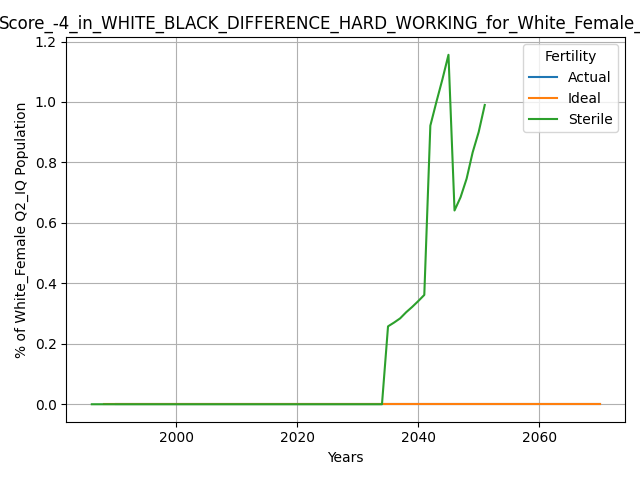 Score_-4_in_WHITE_BLACK_DIFFERENCE_HARD_WORKING_for_White_Female_
% of White_Female Q2_IQ Population
1.2
1.0
0.8
0.6
0.4
0.2
0.0
Fertility
Actual
Ideal
Sterile
2000
2020
2040
2060
Years